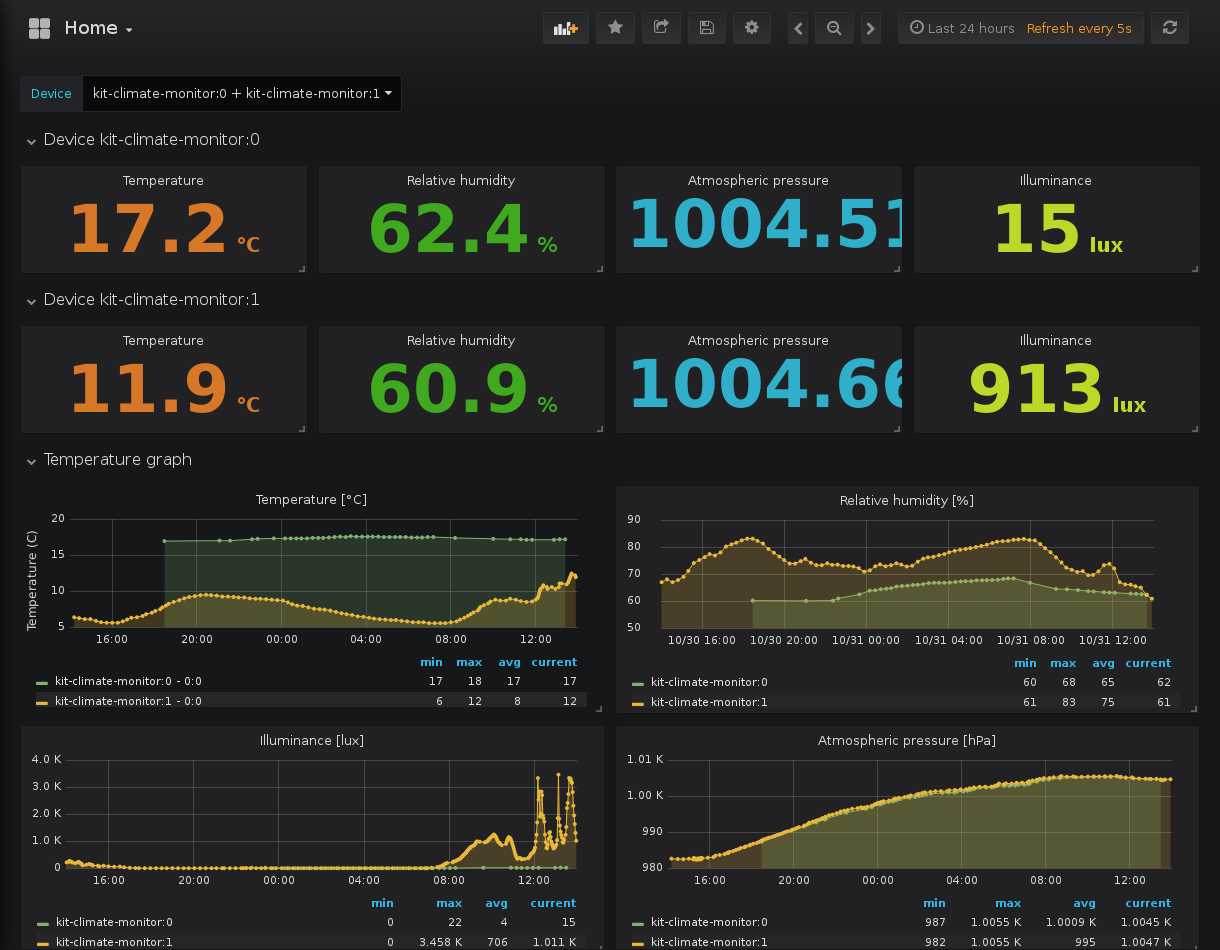 Home
Last 24 hours Refresh every 5s
Device kit-climate-monitor:0 + kit-climate-monitor:1
Device kit-climate-monitor:0
Temperature Relative humidity Atmospheric pressure Illuminance
17.2 °C 62.4 % 1004.51 15 lux
Device kit-climate-monitor:1
Temperature Relative humidity Atmospheric pressure Illuminance
11.9 °C 60.9 % 1004.66 913 lux
Temperature graph
Temperature [°C]
Temperature (C)
20
15
10
5
16:00 20:00 00:00 04:00 08:00 12:00
min max avg current
kit-climate-monitor:0 - 0:0 17 18 17 17
kit-climate-monitor:1 - 0:0 6 12 8 12
Relative humidity [%]
90
80
70
60
50
10/30 16:00 10/30 20:00 10/31 00:00 10/31 04:00 10/31 08:00 10/31 12:00
min max avg current
kit-climate-monitor:0 60 68 65 62
kit-climate-monitor:1 61 83 75 61
Illuminance [lux]
4.0 K
3.0 K
2.0 K
1.0 K
0
16:00 20:00 00:00 04:00 08:00 12:00
min max avg current
kit-climate-monitor:0 0 22 4 15
kit-climate-monitor:1 0 3.458 K 706 1.011 K
Atmospheric pressure [hPa]
1.01 K
1.00 K
990
980
16:00 20:00 00:00 04:00 08:00 12:00
min max avg current
kit-climate-monitor:0 987 1.0055 K 1.0009 K 1.0045 K
kit-climate-monitor:1 982 1.0055 K 995 1.0047 K